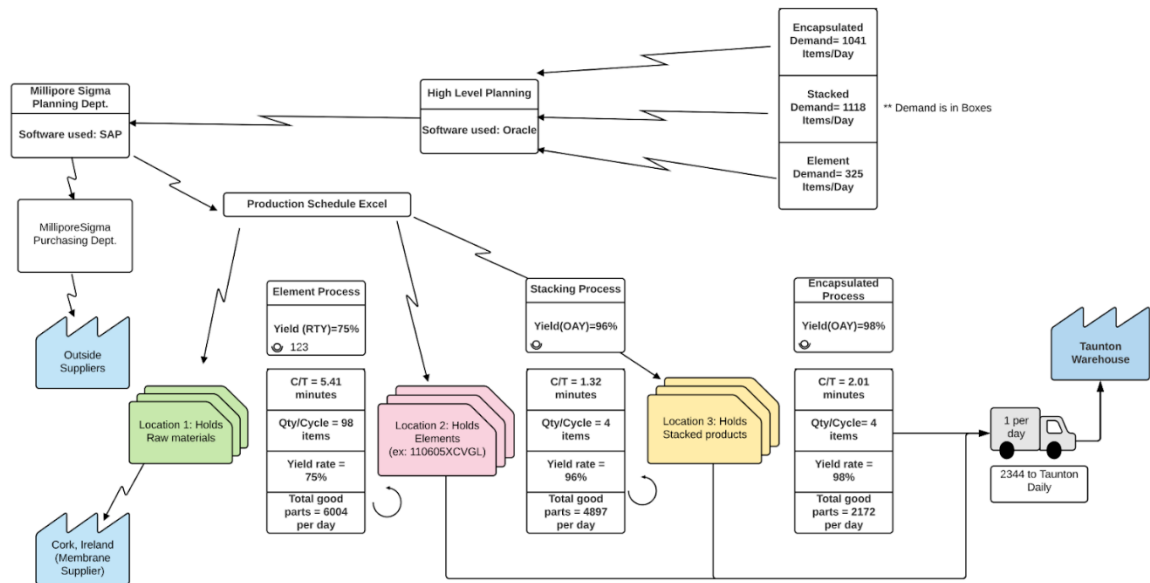 Millipore Sigma
Planning Dept.
Software used: SAP
High Level Planning
Software used: Oracle
Encapsulated
Demand= 1041
Items/Day
Stacked
Demand= 1118
Items/Day
Element
Demand= 325
Items/Day
** Demand is in Boxes
MilliporeSigma
Purchasing Dept.
Production Schedule Excel
Outside
Suppliers
Element Process
Yield (RTY)=75%
123
Stacking Process
Yield(OAY)=96%
Encapsulated
Process
Yield(OAY)=98%
Taunton
Warehouse
Location 1: Holds
Raw materials
C/T = 5.41
minutes
Qty/Cycle = 98
items
Yield rate =
75%
Total good
parts = 6004
per day
Location 2: Holds
Elements
(ex: 110605XCVGL)
C/T = 1.32
minutes
Qty/Cycle = 4
items
Yield rate =
96%
Total good
parts = 4897
per day
Location 3: Holds
Stacked products
C/T = 2.01
minutes
Qty/Cycle= 4
items
Yield rate =
98%
Total good
parts = 2172
per day
1 per
day
2344 to Taunton
Daily
Cork, Ireland
(Membrane
Supplier)